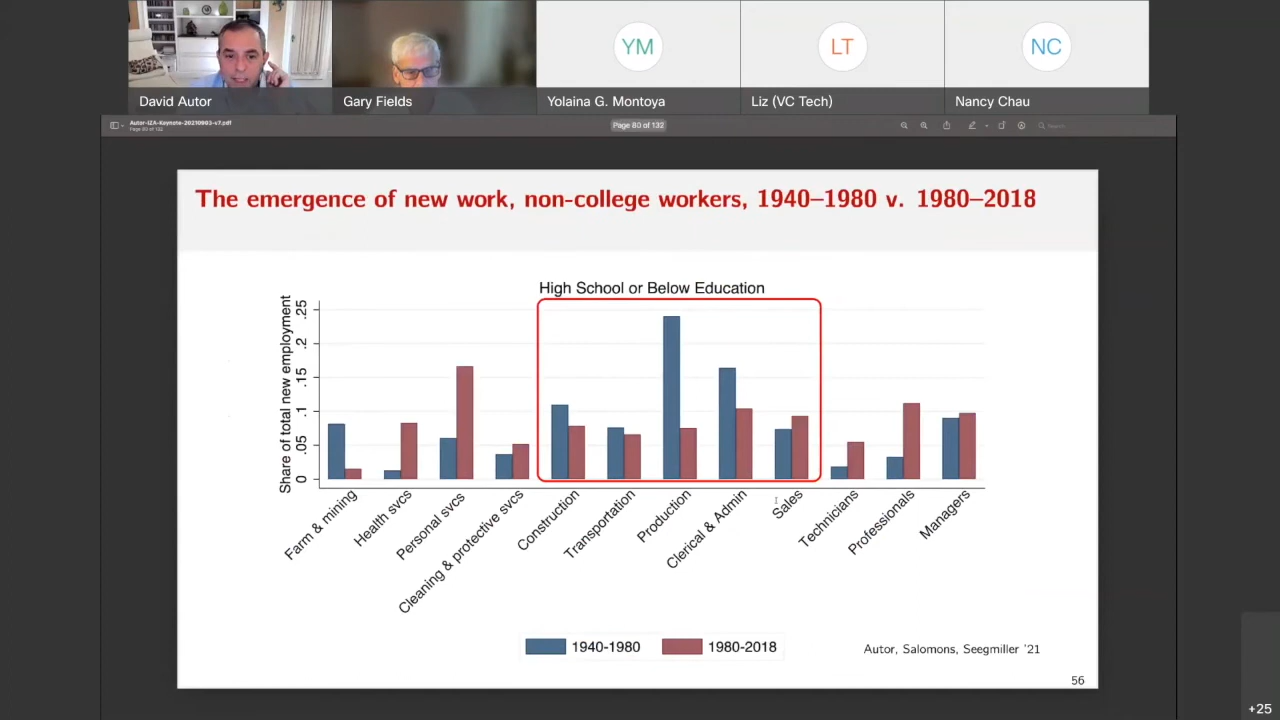 YM
LT
NC
David Autor
Gary Fields
Yolaina G. Montoya
Liz (VC Tech)
Nancy Chau
Autor-IZA-Keynote-20210903-v7.pdf
Page 80 of 132
Page 80 of 132
Search
The emergence of new work, non-college workers, 1940–1980 v. 1980–2018
High School or Below Education
Share of total new employment
.25
.2
.15
.1
.05
0
Farm & mining
Health svcs
Personal svcs
Cleaning & protective svcs
Construction
Transportation
Production
Clerical & Admin
Sales
Technicians
Professionals
Managers
1940-1980
1980-2018
Autor, Salomons, Seegmiller '21
56
+25